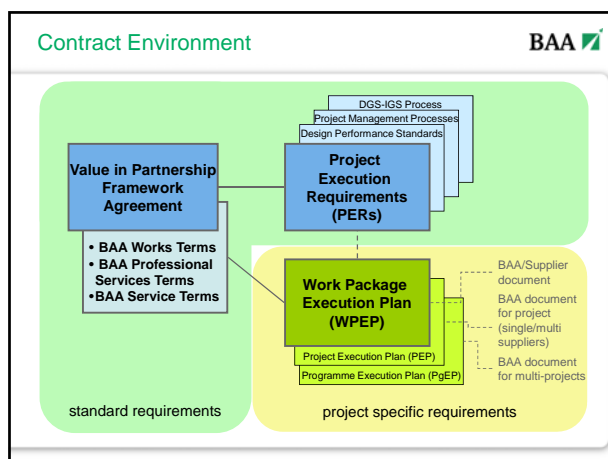 Contract Environment
BAA
DGS-IGS Process
Project Management Processes
Design Performance Standards
Value in Partnership
Framework
Agreement
Project
Execution
Requirements
(PERs)
• BAA Works Terms
• BAA Professional
Services Terms
•BAA Service Terms
Work Package
Execution Plan
(WPEP)
Project Execution Plan (PEP)
Programme Execution Plan (PgEP)
BAA/Supplier
document
BAA document
for project
(single/multi
suppliers)
BAA document
for multi-projects
standard requirements
project specific requirements